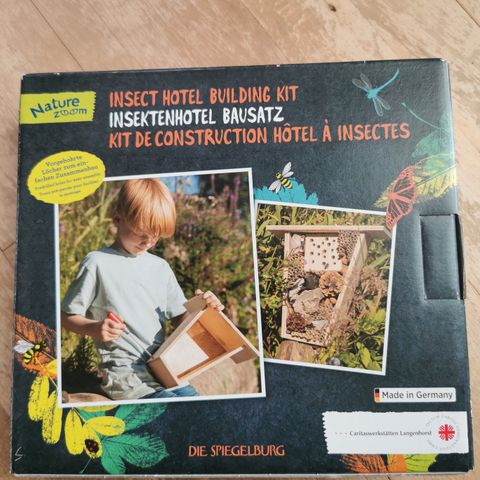 Nature
zoom
INSECT HOTEL BUILDING KIT
INSEKTENHOTEL BAUSATZ
KIT DE CONSTRUCTION HÔTEL À INSECTES
Vorgebohrte
Löcher zum ein-
fachen Zusammenbau
Made in Germany
Caritaswerkstätten Langenhorst
DIE SPIEGELBURG